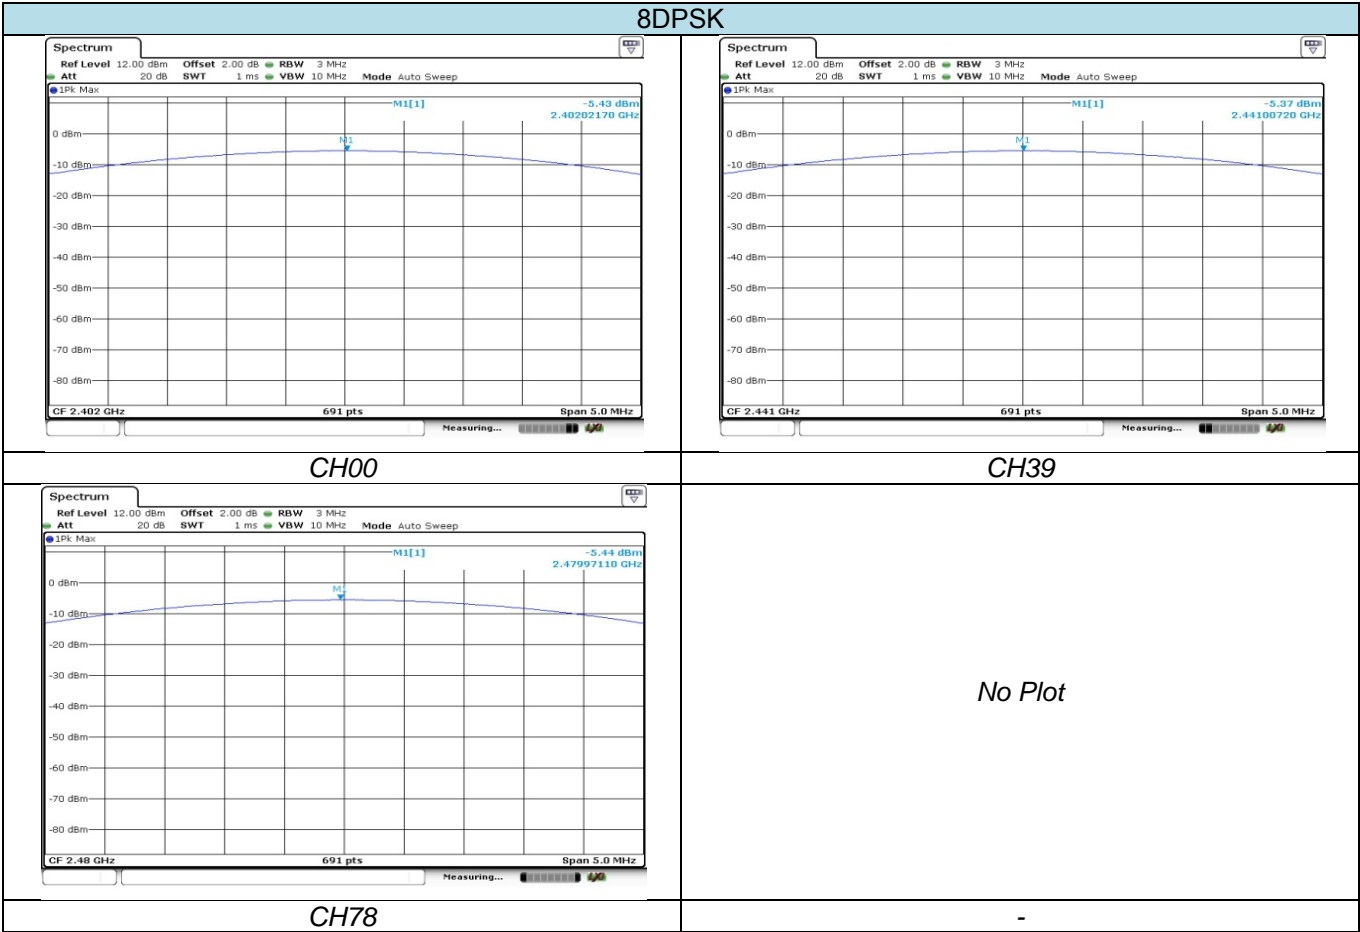 8DPSK
Spectrum
Ref Level 12.00 dBm Offset 2.00 dB RBW 3 MHz
Att 20 dB SWT 1 ms VBW 10 MHz Mode Auto Sweep
1Pk Max
M1[1] -5.43 dBm
2.40202170 GHz
0 dBm
M1
-10 dBm
-20 dBm
-30 dBm
-40 dBm
-50 dBm
-60 dBm
-70 dBm
-80 dBm
CF 2.402 GHz 691 pts Span 5.0 MHz
Measuring...
CH00
Spectrum
Ref Level 12.00 dBm Offset 2.00 dB RBW 3 MHz
Att 20 dB SWT 1 ms VBW 10 MHz Mode Auto Sweep
1Pk Max
M1[1] -5.37 dBm
2.44100720 GHz
0 dBm
M1
-10 dBm
-20 dBm
-30 dBm
-40 dBm
-50 dBm
-60 dBm
-70 dBm
-80 dBm
CF 2.441 GHz 691 pts Span 5.0 MHz
Measuring...
CH39
Spectrum
Ref Level 12.00 dBm Offset 2.00 dB RBW 3 MHz
Att 20 dB SWT 1 ms VBW 10 MHz Mode Auto Sweep
1Pk Max
M1[1] -5.44 dBm
2.47997110 GHz
0 dBm
M1
-10 dBm
-20 dBm
-30 dBm
-40 dBm
-50 dBm
-60 dBm
-70 dBm
-80 dBm
CF 2.48 GHz 691 pts Span 5.0 MHz
Measuring...
CH78
No Plot
-